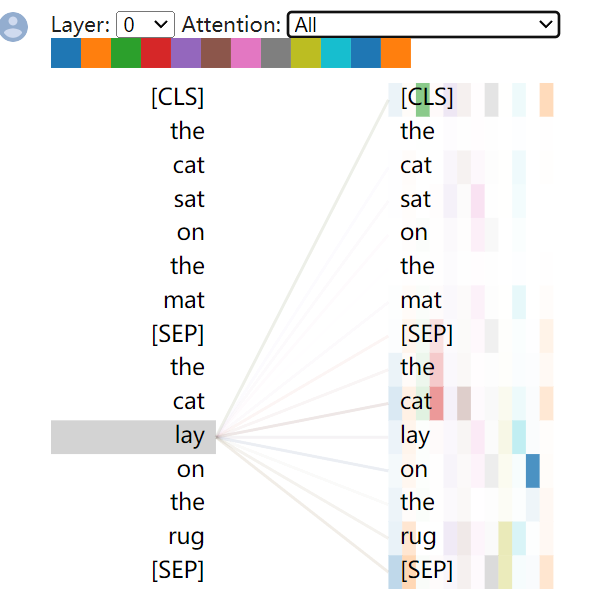 Layer: 0 Attention: All
[CLS] [CLS]
the the
cat cat
sat sat
on on
the the
mat mat
[SEP] [SEP]
the the
cat cat
lay lay
on on
the the
rug rug
[SEP] [SEP]